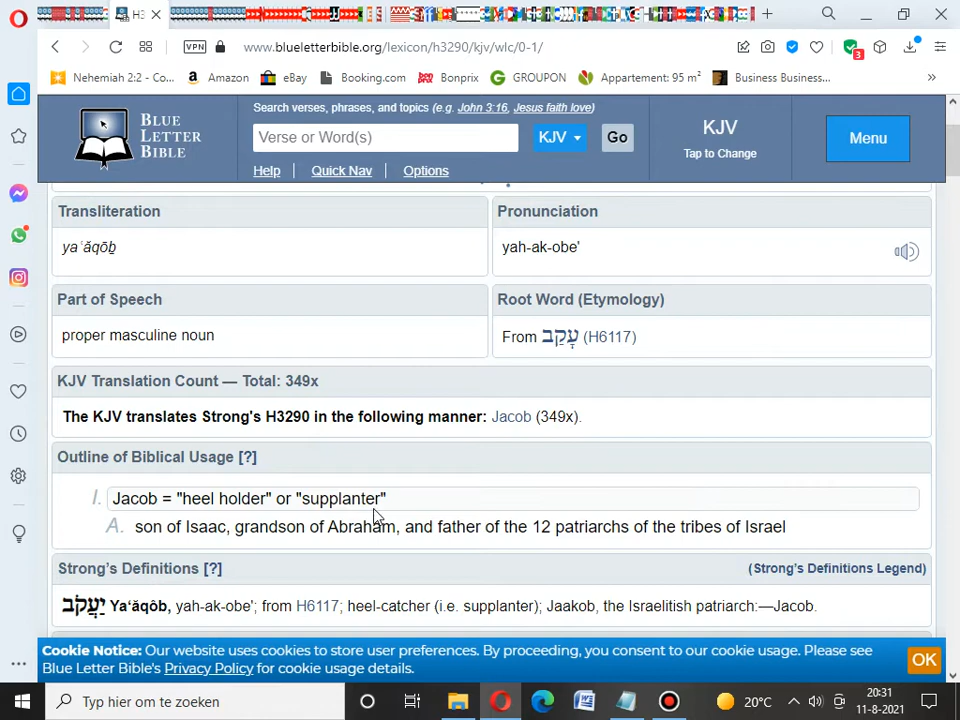 H3
www.blueletterbible.org/lexicon/h3290/kjv/wlc/0-1/
VPN
3
Nehemiah 2:2 - Co...
Amazon
eBay
Booking.com
Bonprix
GROUPON
Appartement: 95 m²
Business Business...
»
BLUE
LETTER
BIBLE
Search verses, phrases, and topics (e.g. John 3:16, Jesus faith love)
Verse or Word(s)
KJV
Go
Help
Quick Nav
Options
KJV
Tap to Change
Menu
Transliteration
yaʿăqōḇ
Pronunciation
yah-ak-obe'
Part of Speech
proper masculine noun
Root Word (Etymology)
From עָקַב (H6117)
KJV Translation Count — Total: 349x
The KJV translates Strong's H3290 in the following manner: Jacob (349x).
Outline of Biblical Usage [?]
I. Jacob = "heel holder" or "supplanter"
A. son of Isaac, grandson of Abraham, and father of the 12 patriarchs of the tribes of Israel
Strong's Definitions [?]
(Strong's Definitions Legend)
יַעֲקֹב Yaʻăqôb, yah-ak-obe'; from H6117; heel-catcher (i.e. supplanter); Jaakob, the Israelitish patriarch:—Jacob.
Cookie Notice: Our website uses cookies to store user preferences. By proceeding, you consent to our cookie usage. Please see
Blue Letter Bible's Privacy Policy for cookie usage details.
OK
Typ hier om te zoeken
20°C
20:31
11-8-2021